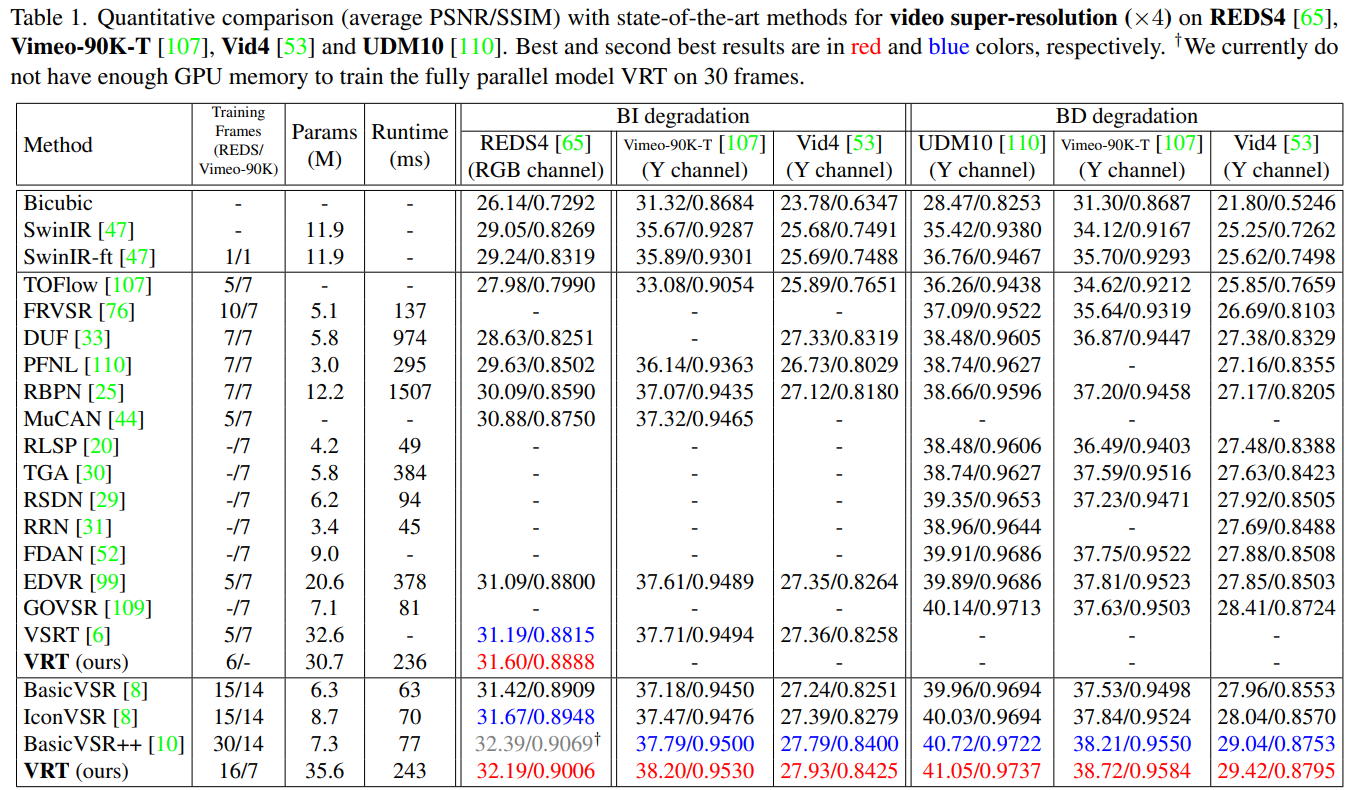 Table 1. Quantitative comparison (average PSNR/SSIM) with state-of-the-art methods for video super-resolution (×4) on REDS4 [65],
Vimeo-90K-T [107], Vid4 [53] and UDM10 [110]. Best and second best results are in red and blue colors, respectively. †We currently do
not have enough GPU memory to train the fully parallel model VRT on 30 frames.
Method Training Frames (REDS/ Vimeo-90K) Params (M) Runtime (ms) BI degradation BD degradation
REDS4 [65] Vimeo-90K-T [107] Vid4 [53] UDM10 [110] Vimeo-90K-T [107] Vid4 [53]
(RGB channel) (Y channel) (Y channel) (Y channel) (Y channel) (Y channel)
Bicubic - - - 26.14/0.7292 31.32/0.8684 23.78/0.6347 28.47/0.8253 31.30/0.8687 21.80/0.5246
SwinIR [47] - 11.9 - 29.05/0.8269 35.67/0.9287 25.68/0.7491 35.42/0.9380 34.12/0.9167 25.25/0.7262
SwinIR-ft [47] 1/1 11.9 - 29.24/0.8319 35.89/0.9301 25.69/0.7488 36.76/0.9467 35.70/0.9293 25.62/0.7498
TOFlow [107] 5/7 - - 27.98/0.7990 33.08/0.9054 25.89/0.7651 36.26/0.9438 34.62/0.9212 25.85/0.7659
FRVSR [76] 10/7 5.1 137 - - - 37.09/0.9522 35.64/0.9319 26.69/0.8103
DUF [33] 7/7 5.8 974 28.63/0.8251 - 27.33/0.8319 38.48/0.9605 36.87/0.9447 27.38/0.8329
PFNL [110] 7/7 3.0 295 29.63/0.8502 36.14/0.9363 26.73/0.8029 38.74/0.9627 - 27.16/0.8355
RBPN [25] 7/7 12.2 1507 30.09/0.8590 37.07/0.9435 27.12/0.8180 38.66/0.9596 37.20/0.9458 27.17/0.8205
MuCAN [44] 5/7 - - 30.88/0.8750 37.32/0.9465 - - - -
RLSP [20] -/7 4.2 49 - - - 38.48/0.9606 36.49/0.9403 27.48/0.8388
TGA [30] -/7 5.8 384 - - - 38.74/0.9627 37.59/0.9516 27.63/0.8423
RSDN [29] -/7 6.2 94 - - - 39.35/0.9653 37.23/0.9471 27.92/0.8505
RRN [31] -/7 3.4 45 - - - 38.96/0.9644 - 27.69/0.8488
FDAN [52] -/7 9.0 - - - - 39.91/0.9686 37.75/0.9522 27.88/0.8508
EDVR [99] 5/7 20.6 378 31.09/0.8800 37.61/0.9489 27.35/0.8264 39.89/0.9686 37.81/0.9523 27.85/0.8503
GOVSR [109] -/7 7.1 81 - - - 40.14/0.9713 37.63/0.9503 28.41/0.8724
VSRT [6] 5/7 32.6 - 31.19/0.8815 37.71/0.9494 27.36/0.8258 - - -
VRT (ours) 6/- 30.7 236 31.60/0.8888 - - - - -
BasicVSR [8] 15/14 6.3 63 31.42/0.8909 37.18/0.9450 27.24/0.8251 39.96/0.9694 37.53/0.9498 27.96/0.8553
IconVSR [8] 15/14 8.7 70 31.67/0.8948 37.47/0.9476 27.39/0.8279 40.03/0.9694 37.84/0.9524 28.04/0.8570
BasicVSR++ [10] 30/14 7.3 77 32.39/0.9069† 37.79/0.9500 27.79/0.8400 40.72/0.9722 38.21/0.9550 29.04/0.8753
VRT (ours) 16/7 35.6 243 32.19/0.9006 38.20/0.9530 27.93/0.8425 41.05/0.9737 38.72/0.9584 29.42/0.8795